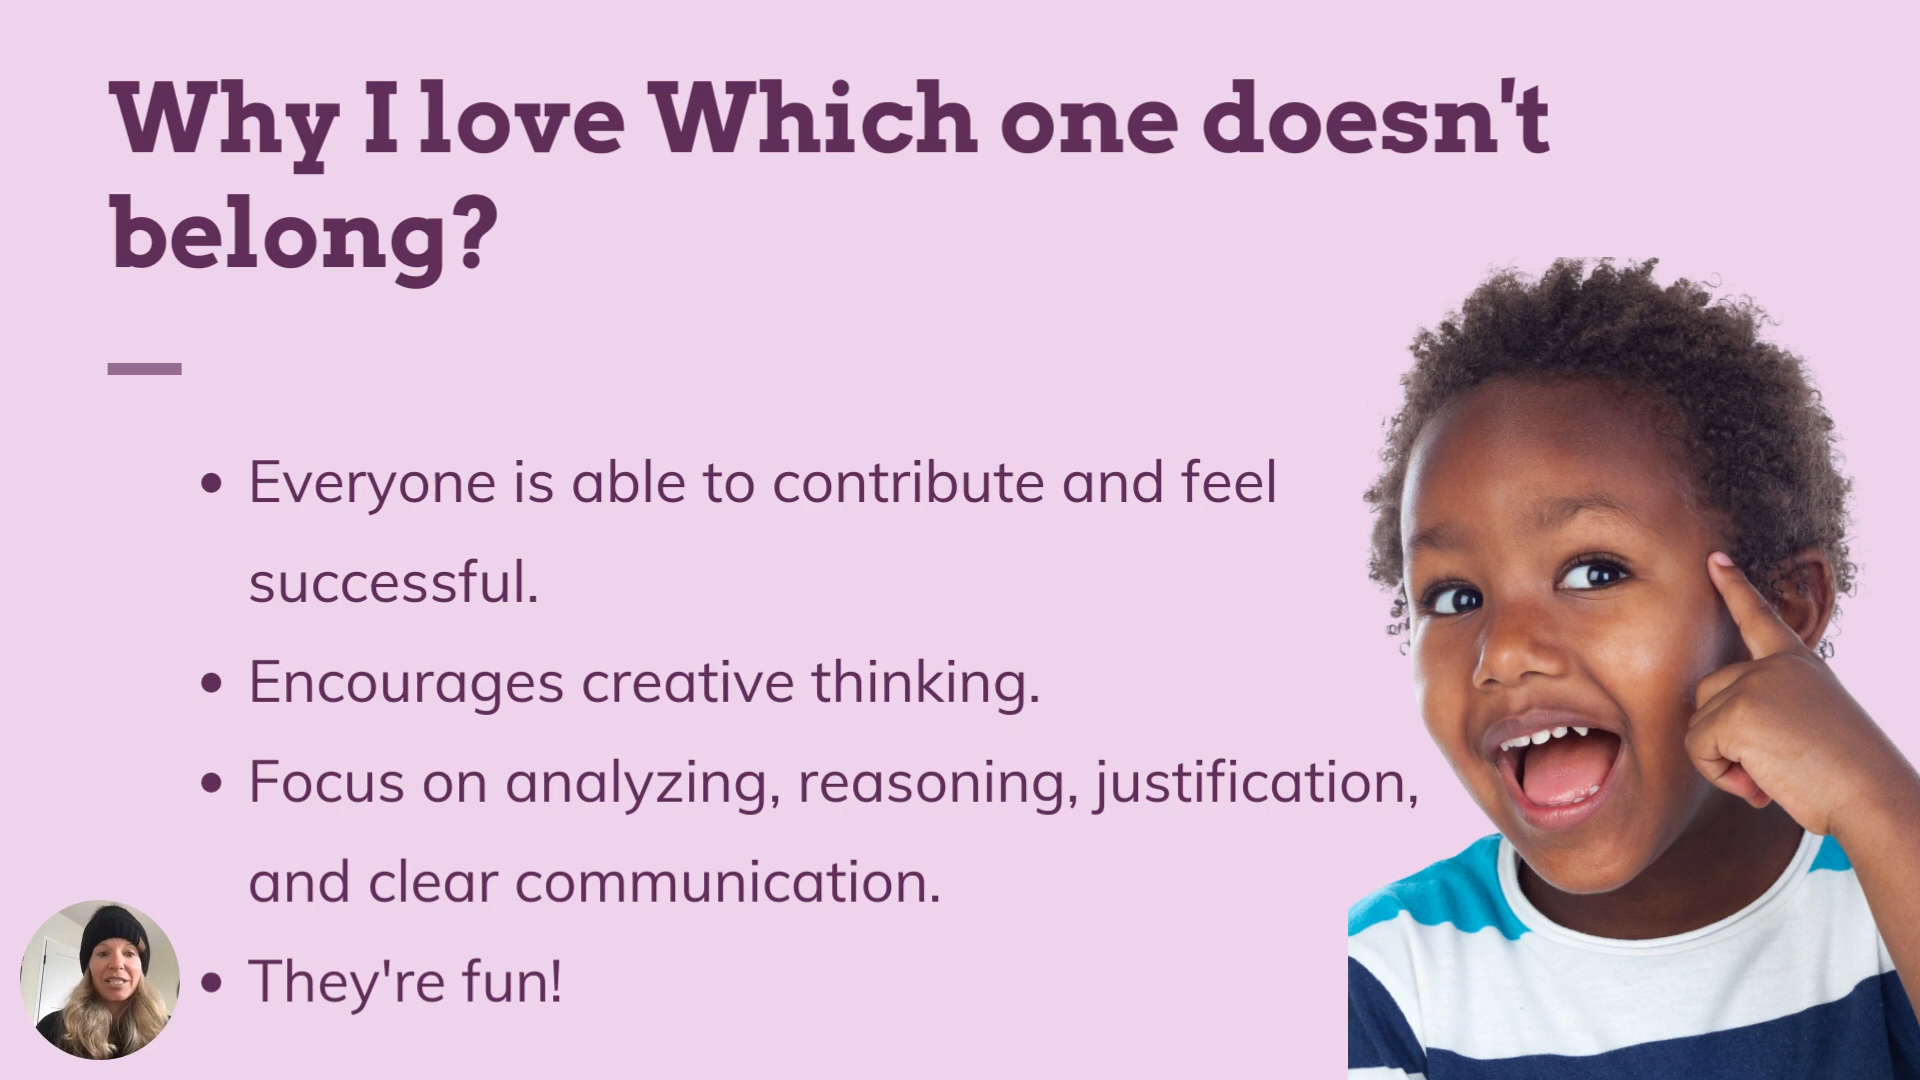 Why I love Which one doesn't
belong?
• Everyone is able to contribute and feel
successful.
• Encourages creative thinking.
• Focus on analyzing, reasoning, justification,
and clear communication.
• They're fun!